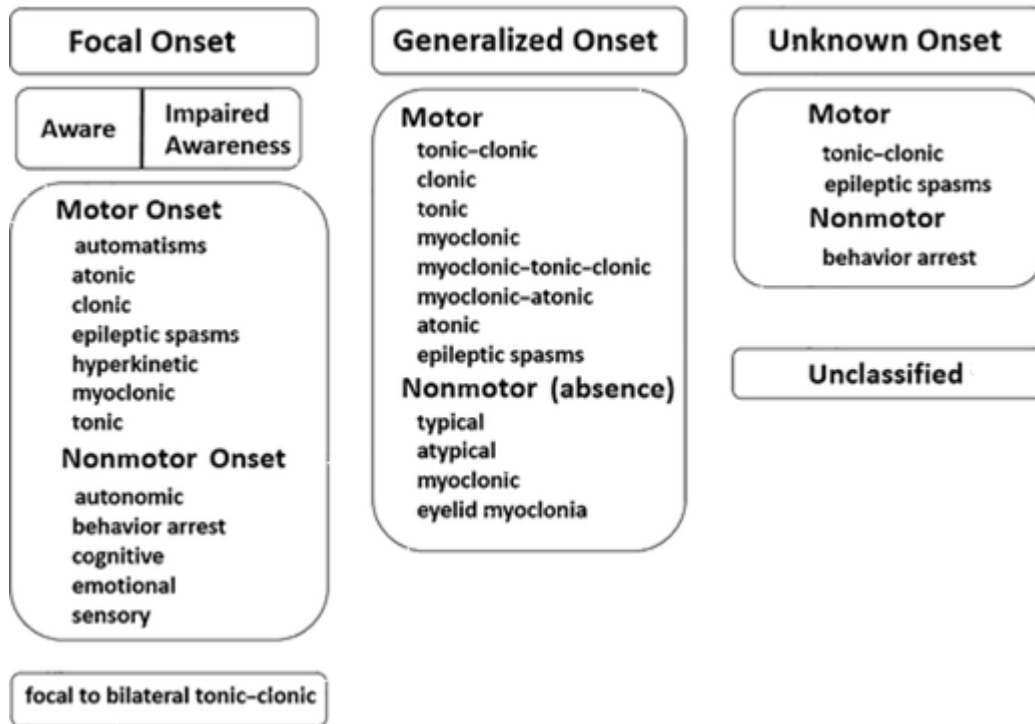 Focal Onset
Aware
Impaired
Awareness
Motor Onset
automatisms
atonic
clonic
epileptic spasms
hyperkinetic
myoclonic
tonic
Nonmotor Onset
autonomic
behavior arrest
cognitive
emotional
sensory
focal to bilateral tonic–clonic
Generalized Onset
Motor
tonic–clonic
clonic
tonic
myoclonic
myoclonic–tonic–clonic
myoclonic–atonic
atonic
epileptic spasms
Nonmotor (absence)
typical
atypical
myoclonic
eyelid myoclonia
Unknown Onset
Motor
tonic–clonic
epileptic spasms
Nonmotor
behavior arrest
Unclassified